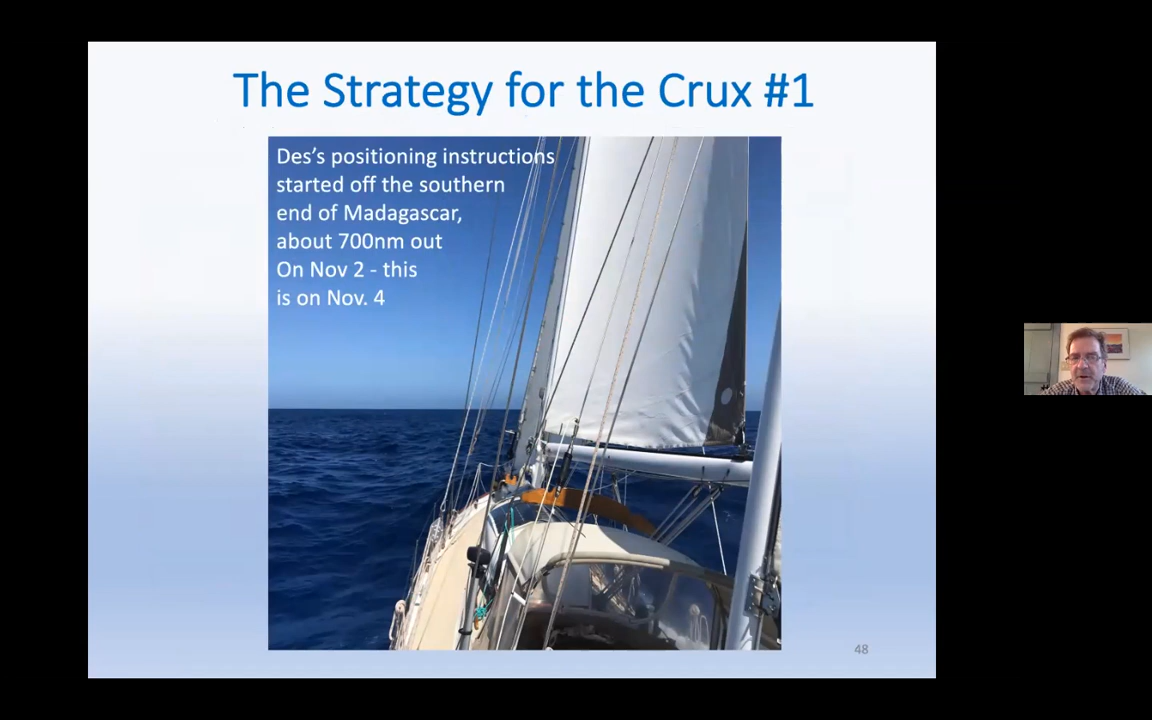 The Strategy for the Crux #1
Des’s positioning instructions
started off the southern
end of Madagascar,
about 700nm out
On Nov 2 - this
is on Nov. 4
48